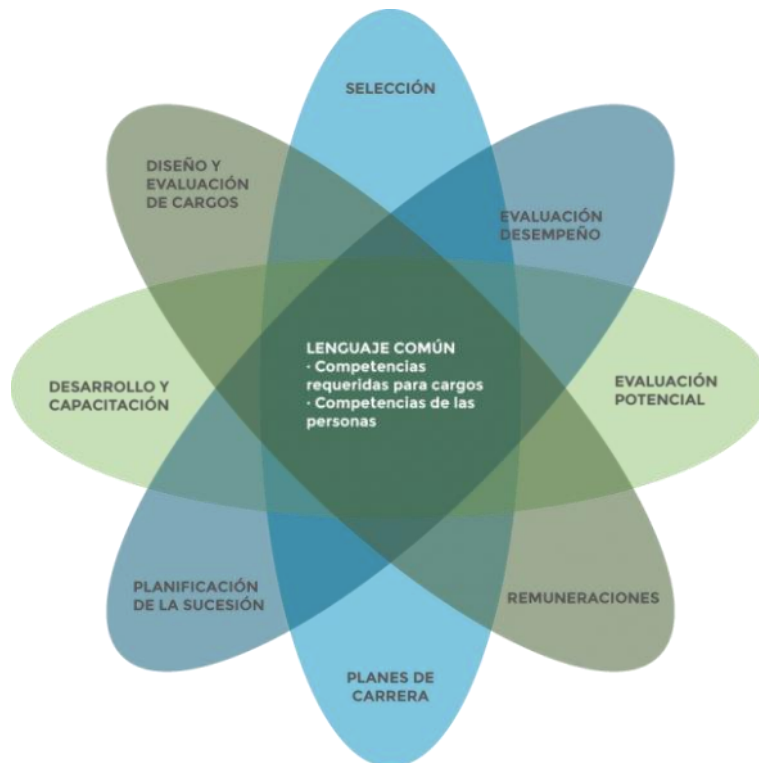 SELECCIÓN
DISEÑO Y
EVALUACIÓN
DE CARGOS
EVALUACIÓN
DESEMPEÑO
LENGUAJE COMÚN
- Competencias
requeridas para cargos
- Competencias de las
personas
DESARROLLO Y
CAPACITACIÓN
EVALUACIÓN
POTENCIAL
PLANIFICACIÓN
DE LA SUCESIÓN
REMUNERACIONES
PLANES DE
CARRERA